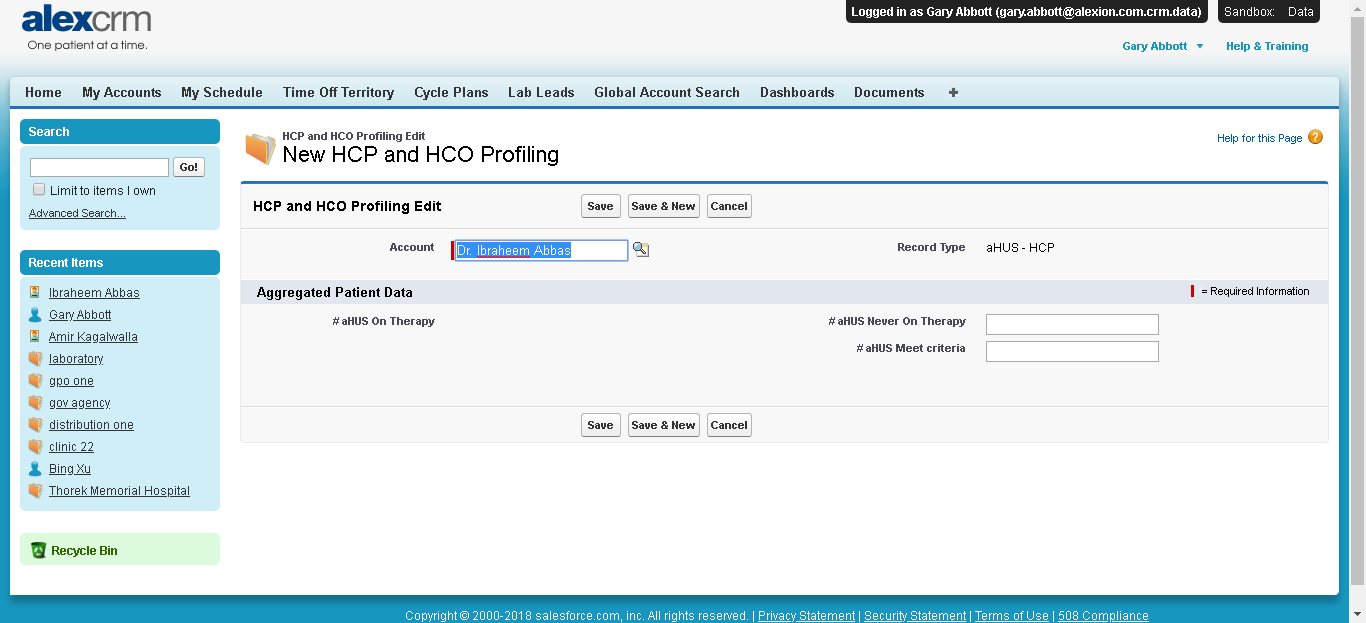 alexcrm
One patient at a time.
Logged in as Gary Abbott (gary.abbott@alexion.com.crm.data)
Sandbox: Data
Gary Abbott
Help & Training
Home My Accounts My Schedule Time Off Territory Cycle Plans Lab Leads Global Account Search Dashboards Documents +
Search
Go!
Limit to items I own
Advanced Search...
Recent Items
Ibraheem Abbas
Gary Abbott
Amir Kagalwalla
laboratory
gpo one
gov agency
distribution one
clinic 22
Bing Xu
Thorek Memorial Hospital
Recycle Bin
HCP and HCO Profiling Edit
New HCP and HCO Profiling
Help for this Page ?
HCP and HCO Profiling Edit Save Save & New Cancel
Account Dr. Ibraheem Abbas Record Type aHUS - HCP
Aggregated Patient Data = Required Information
# aHUS On Therapy # aHUS Never On Therapy
# aHUS Meet criteria
Save Save & New Cancel
Copyright © 2000-2018 salesforce.com, inc. All rights reserved. | Privacy Statement | Security Statement | Terms of Use | 508 Compliance